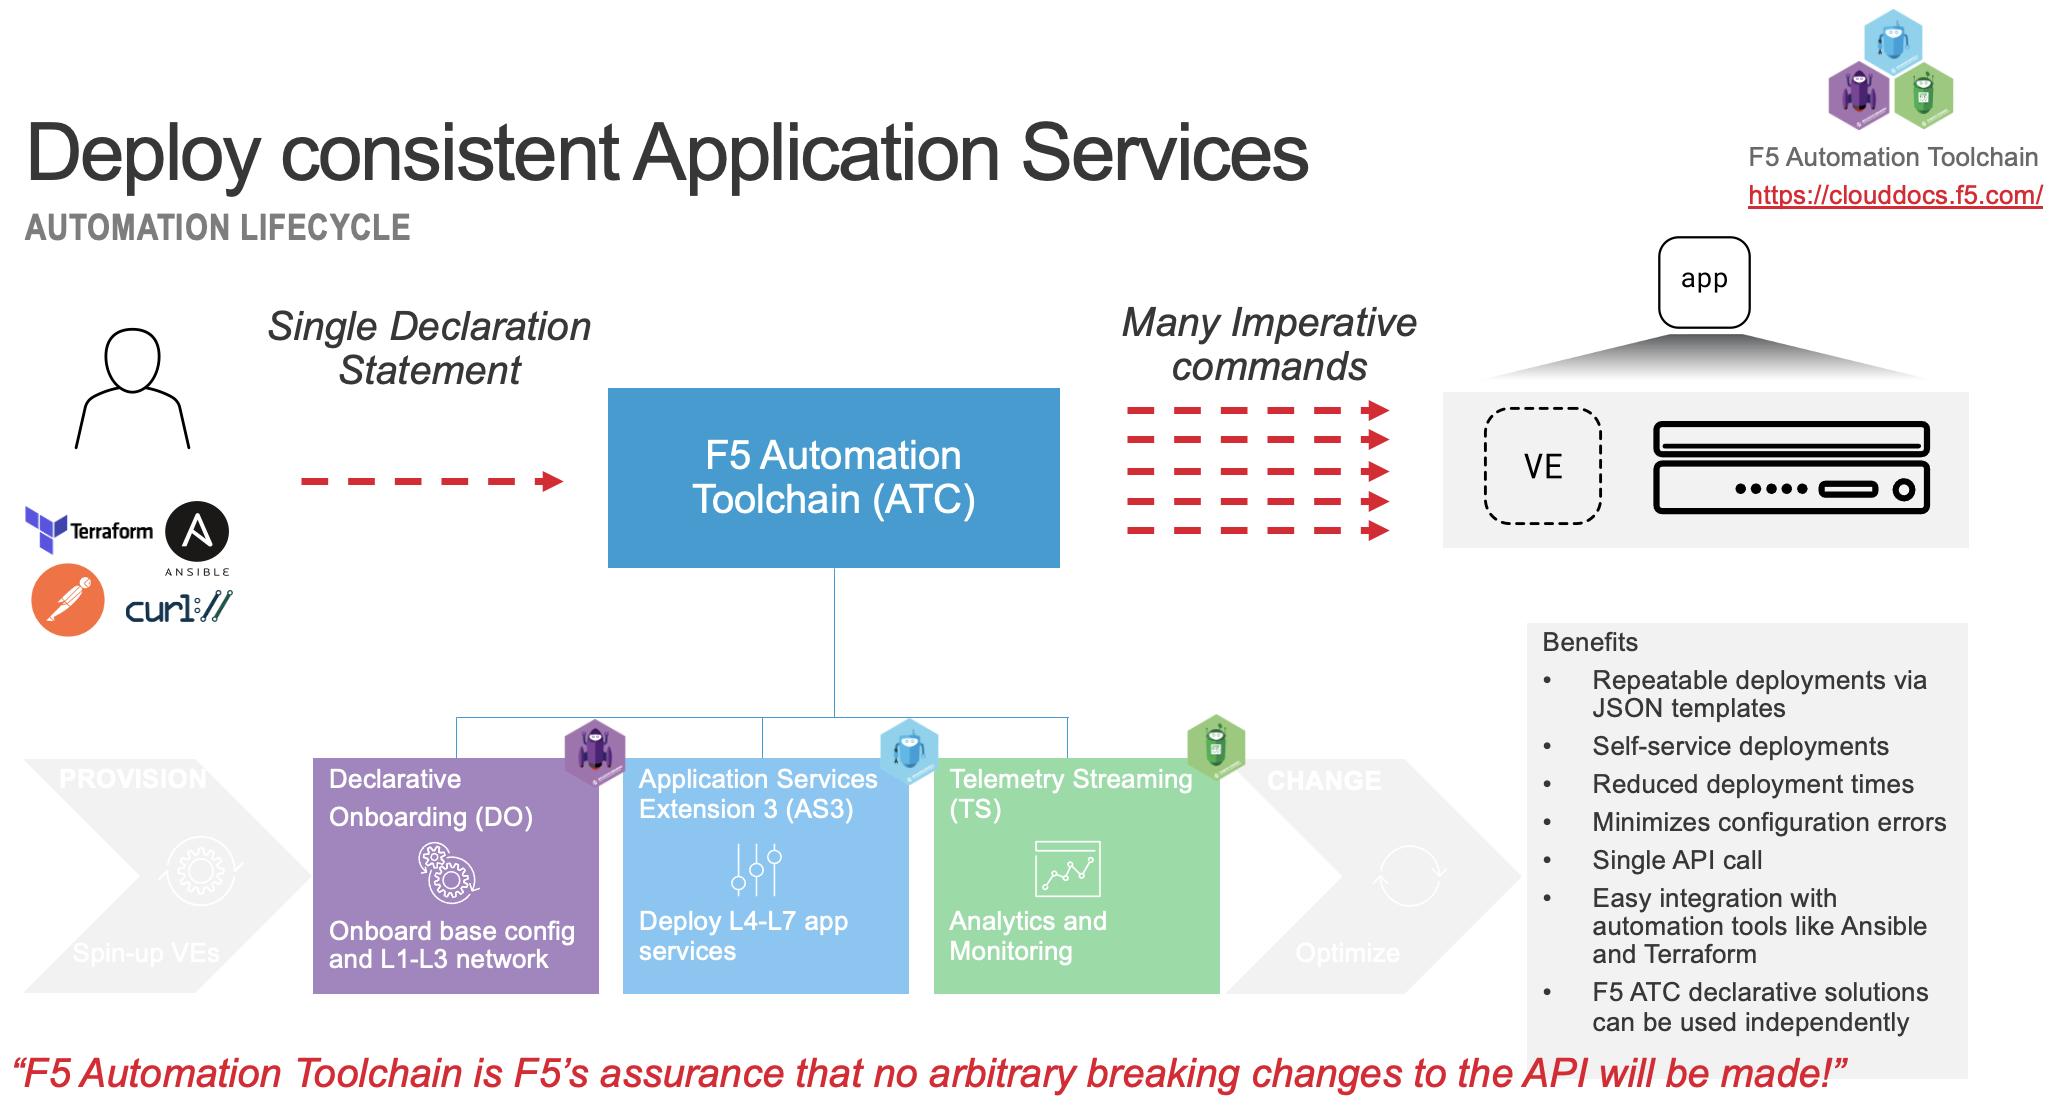 F5 Automation Toolchain
https://clouddocs.f5.com/
Deploy consistent Application Services
AUTOMATION LIFECYCLE
Single Declaration
Statement
Many Imperative
commands
app
Terraform
ANSIBLE
curl://
F5 Automation
Toolchain (ATC)
VE
PROVISION
Spin-up VEs
Declarative
Onboarding (DO)
Onboard base config
and L1-L3 network
Application Services
Extension 3 (AS3)
Deploy L4-L7 app
services
Telemetry Streaming
(TS)
Analytics and
Monitoring
CHANGE
Optimize
Benefits
• Repeatable deployments via
JSON templates
• Self-service deployments
• Reduced deployment times
• Minimizes configuration errors
• Single API call
• Easy integration with
automation tools like Ansible
and Terraform
• F5 ATC declarative solutions
can be used independently
“F5 Automation Toolchain is F5’s assurance that no arbitrary breaking changes to the API will be made!”